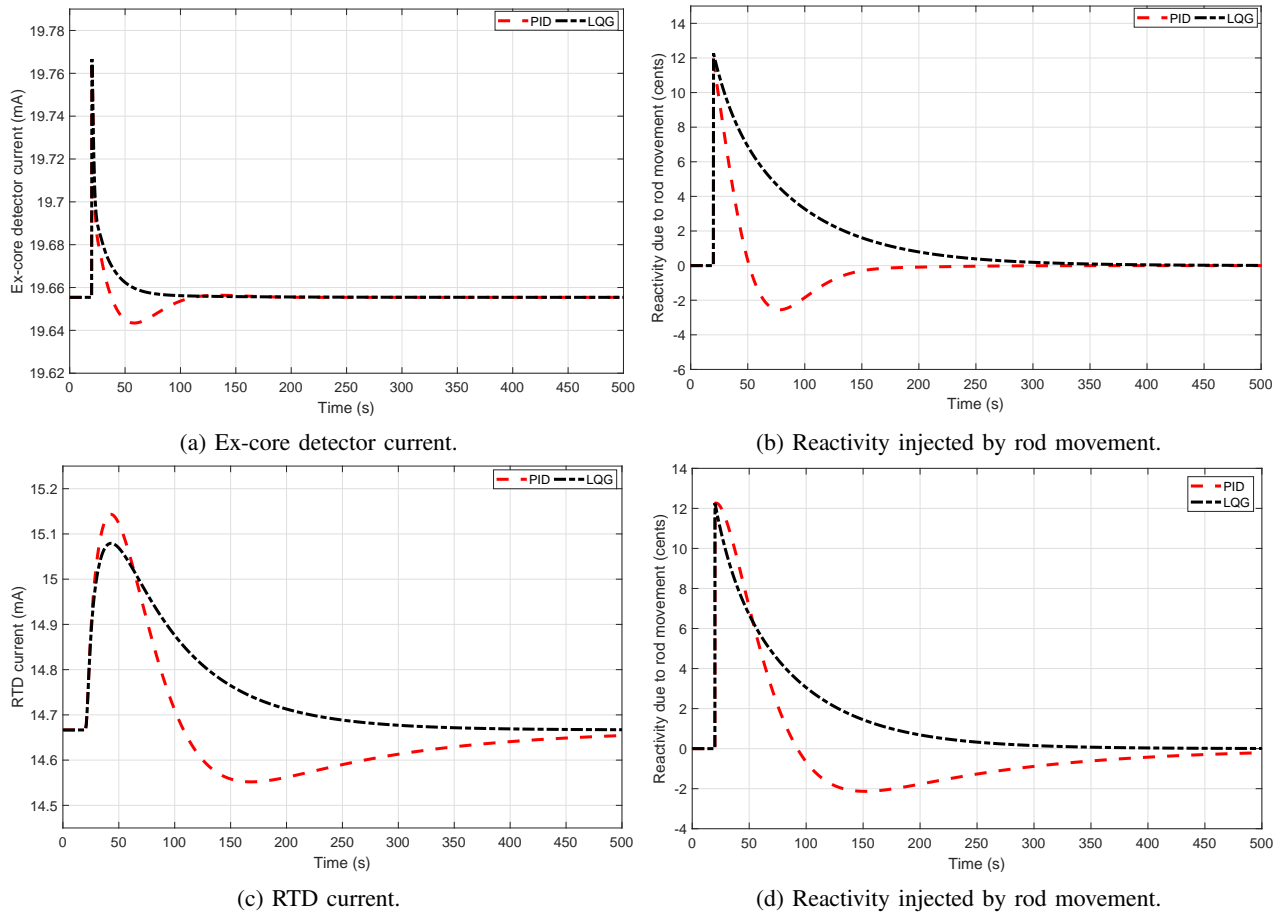 19.78
19.76
19.74
19.72
19.7
19.68
19.66
19.64
19.62
Ex-core detector current (mA)
PID LQG
0 50 100 150 200 250 300 350 400 450 500
Time (s)
(a) Ex-core detector current.
14
12
10
8
6
4
2
0
-2
-4
-6
Reactivity due to rod movement (cents)
PID LQG
0 50 100 150 200 250 300 350 400 450 500
Time (s)
(b) Reactivity injected by rod movement.
15.2
15.1
15
14.9
14.8
14.7
14.6
14.5
RTD current (mA)
PID LQG
0 50 100 150 200 250 300 350 400 450 500
Time (s)
(c) RTD current.
14
12
10
8
6
4
2
0
-2
-4
Reactivity due to rod movement (cents)
PID
LQG
0 50 100 150 200 250 300 350 400 450 500
Time (s)
(d) Reactivity injected by rod movement.